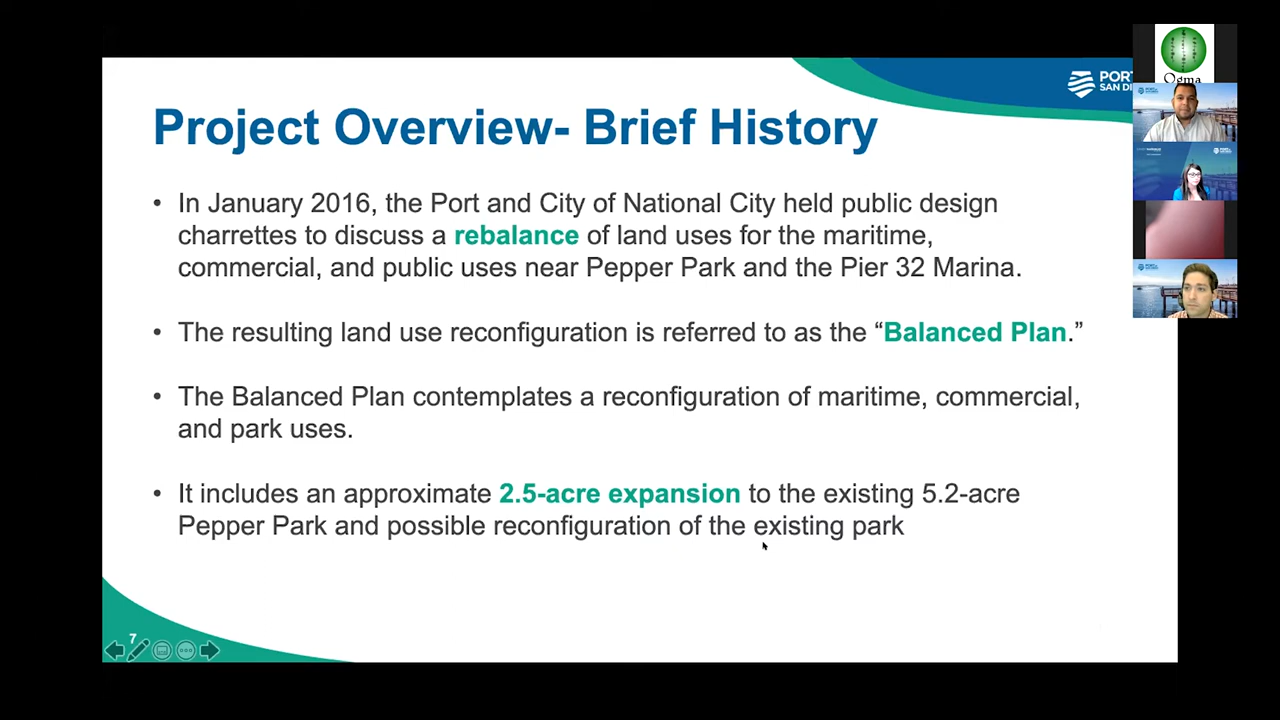 PORT
SAN DI
Ogma
Project Overview- Brief History
• In January 2016, the Port and City of National City held public design
charrettes to discuss a rebalance of land uses for the maritime,
commercial, and public uses near Pepper Park and the Pier 32 Marina.
• The resulting land use reconfiguration is referred to as the “Balanced Plan.”
• The Balanced Plan contemplates a reconfiguration of maritime, commercial,
and park uses.
• It includes an approximate 2.5-acre expansion to the existing 5.2-acre
Pepper Park and possible reconfiguration of the existing park
7